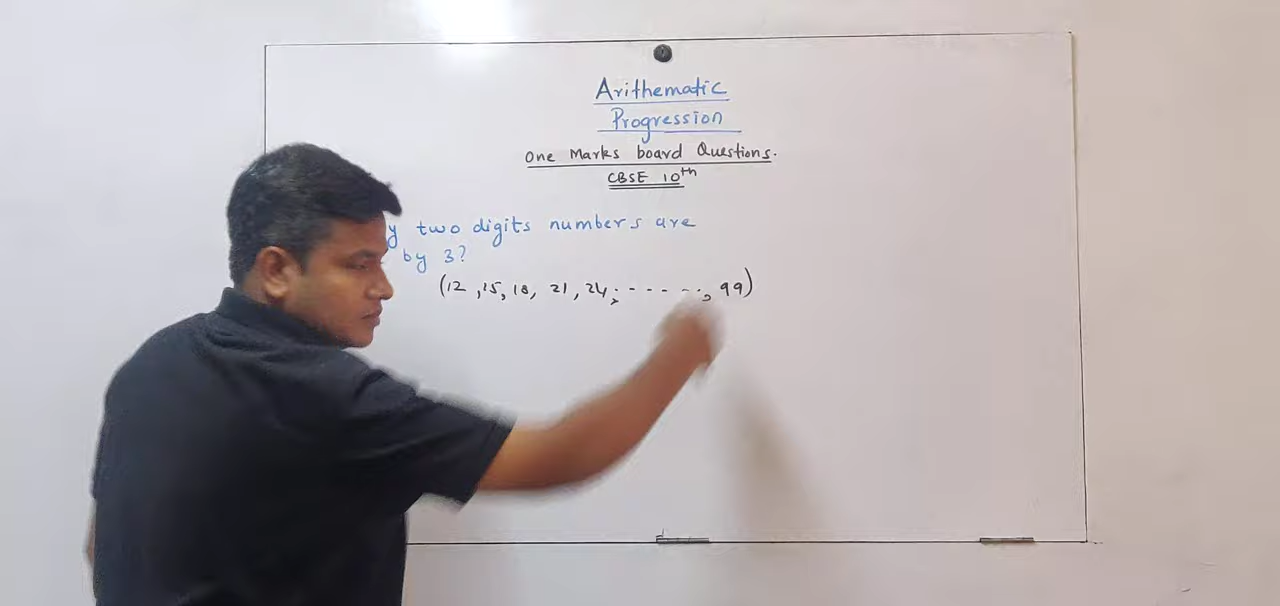 Arithematic
Progression
One Marks board Questions.
CBSE 10th
y two digits numbers are
by 3?
(12 ,15, 18, 21, 24, - - - - - -, 99)